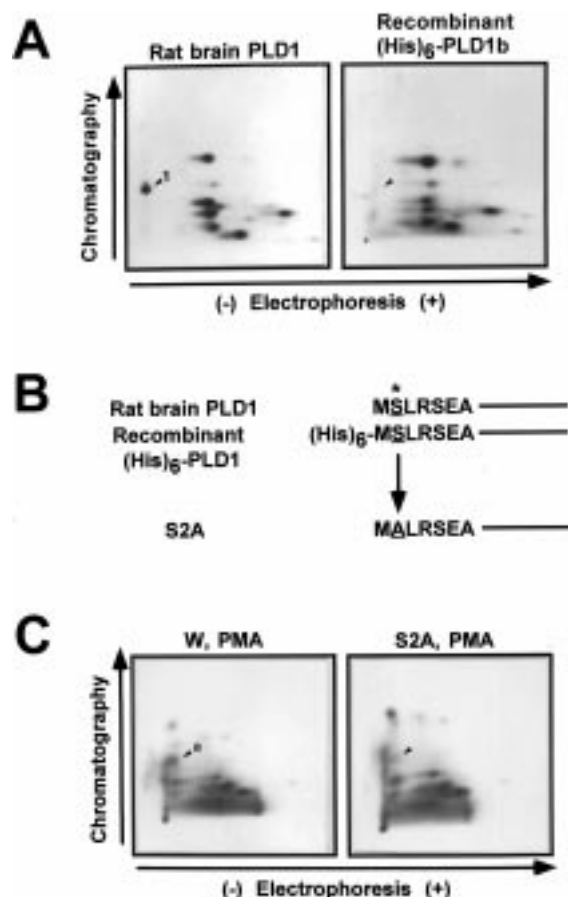 A
Rat brain PLD1
Recombinant
(His)6-PLD1b
Chromatography
1
(-) Electrophoresis (+)
B
*
Rat brain PLD1
MSLRSEA
Recombinant
(His)6-PLD1
(His)6-MSLRSEA
S2A
MALRSEA
C
W, PMA
S2A, PMA
Chromatography
(-) Electrophoresis (+)